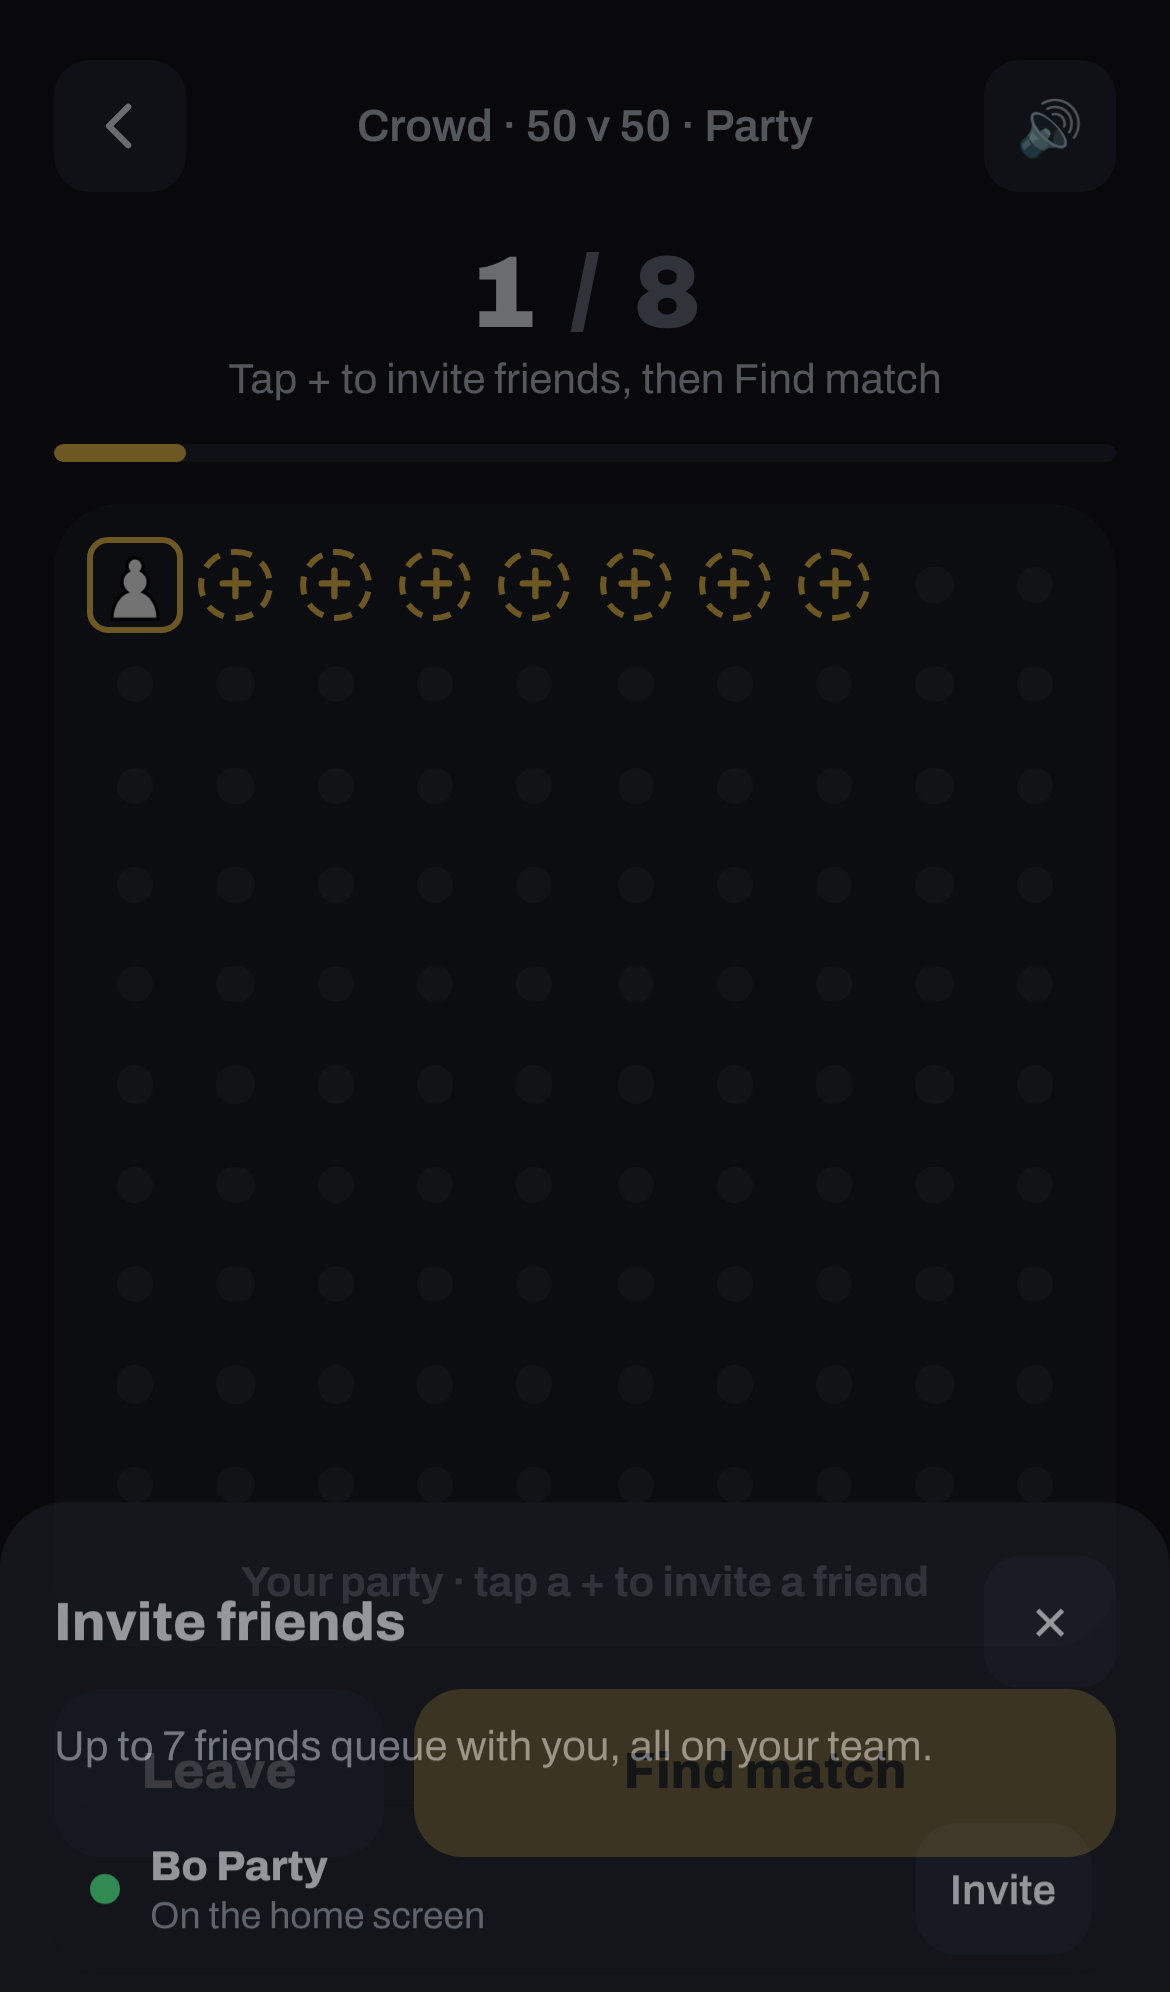 Crowd · 50 v 50 · Party
1 / 8
Tap + to invite friends, then Find match
Your party · tap a + to invite a friend
Invite friends
Up to 7 friends queue with you, all on your team.
Leave
Find match
Bo Party
On the home screen
Invite